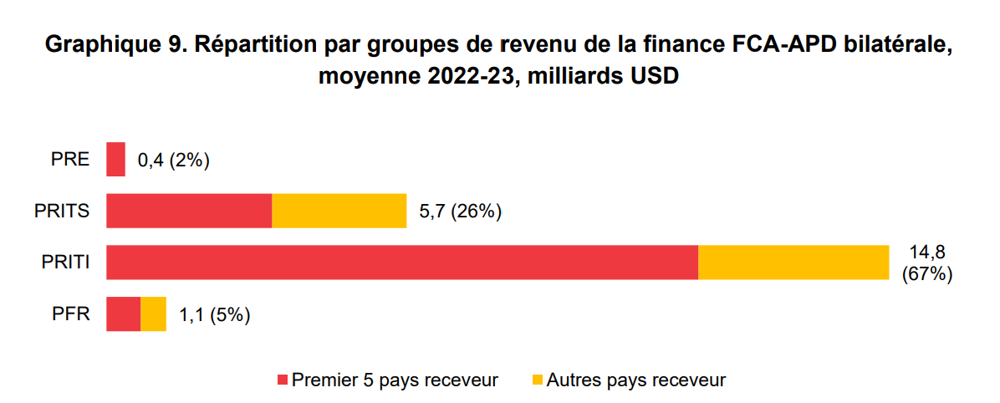 Graphique 9. Répartition par groupes de revenu de la finance FCA-APD bilatérale,
moyenne 2022-23, milliards USD
PRE
0,4 (2%)
PRITS
5,7 (26%)
PRITI
14,8
(67%)
PFR
1,1 (5%)
Premier 5 pays receveur
Autres pays receveur